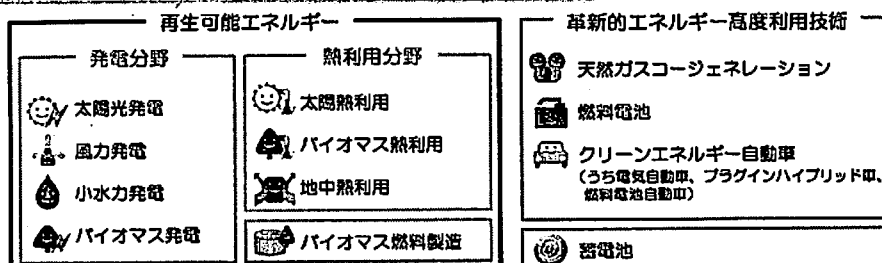 再生可能エネルギー
発電分野
太陽光発電
風力発電
小水力発電
バイオマス発電
熱利用分野
太陽熱利用
バイオマス熱利用
地中熱利用
バイオマス燃料製造
革新的エネルギー高度利用技術
天然ガスコージェネレーション
燃料電池
クリーンエネルギー自動車
(うち電気自動車、プラグインハイブリッド車、
燃料電池自動車)
蓄電池